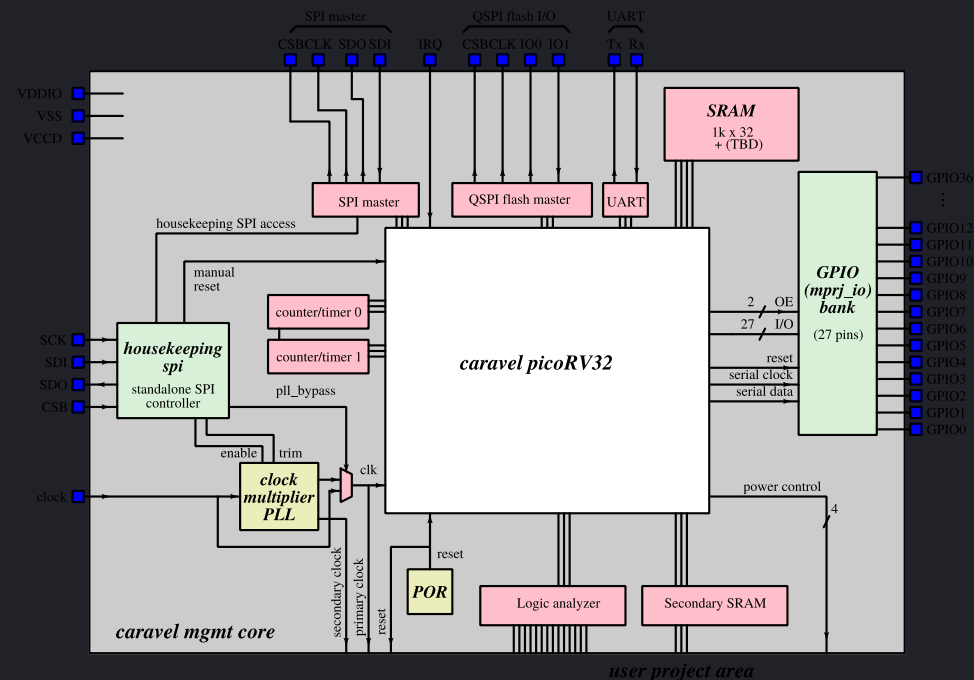 SPI master
QSPI flash I/O
UART
CSB CLK SDO SDI
IRQ
CSB CLK IO0 IO1
Tx Rx
VDDIO
VSS
VCCD
SRAM
1k x 32
+ (TBD)
SPI master
QSPI flash master
UART
housekeeping SPI access
manual
reset
counter/timer 0
counter/timer 1
pll_bypass
SCK
SDI
SDO
CSB
housekeeping
spi
standalone SPI
controller
enable
trim
clock
clock
multiplier
PLL
clk
caravel picoRV32
2
OE
27
I/O
reset
serial clock
serial data
GPIO
(mprj_io)
bank
(27 pins)
GPIO36
⋮
GPIO12
GPIO11
GPIO10
GPIO9
GPIO8
GPIO7
GPIO6
GPIO5
GPIO4
GPIO3
GPIO2
GPIO1
GPIO0
power control
4
secondary clock
primary clock
reset
reset
POR
Logic analyzer
Secondary SRAM
caravel mgmt core
user project area